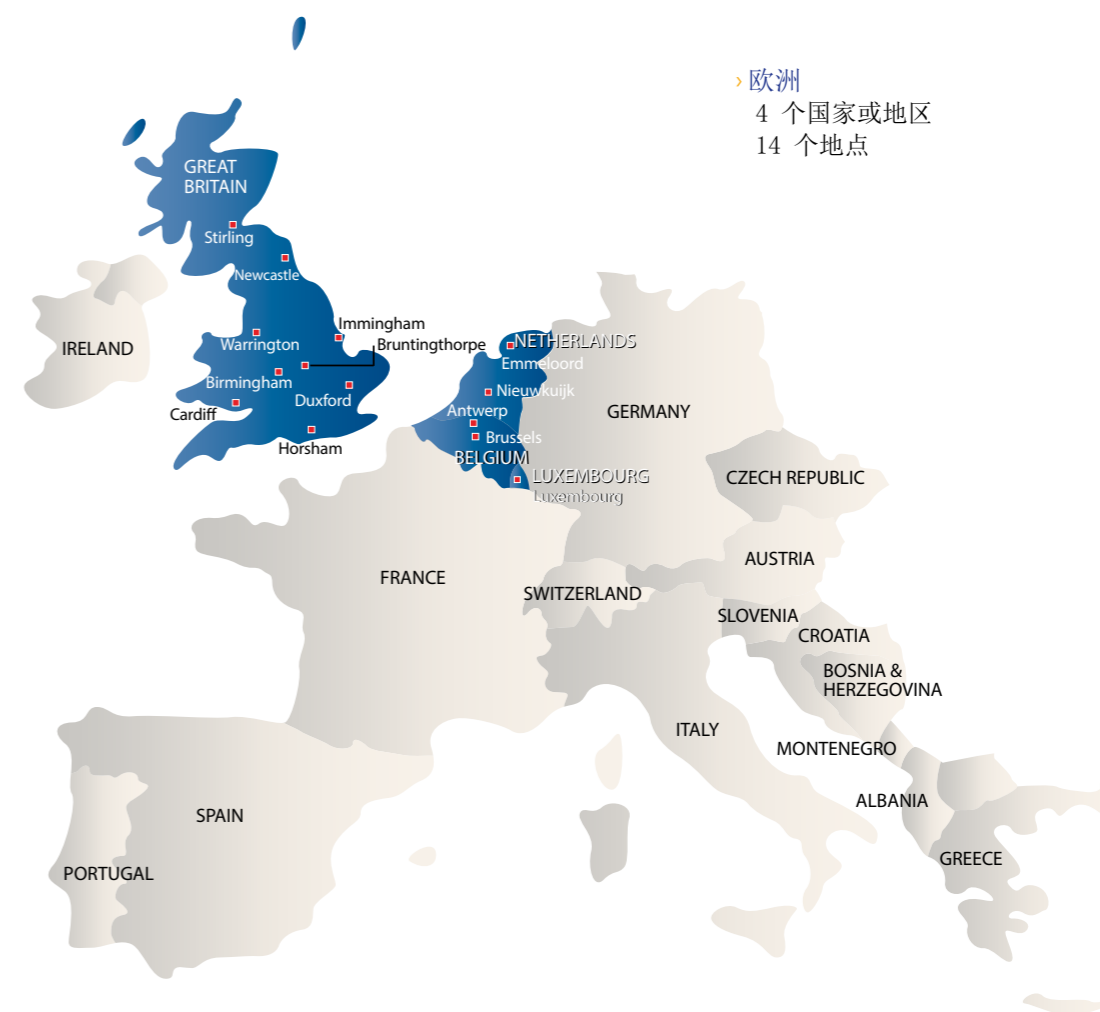 › 欧洲
4 个国家或地区
14 个地点
GREAT
BRITAIN
Stirling
Newcastle
Immingham
Bruntingthorpe
Warrington
Birmingham
Duxford
Cardiff
Horsham
IRELAND
NETHERLANDS
Emmeloord
Nieuwkuijk
Antwerp
Brussels
BELGIUM
LUXEMBOURG
Luxembourg
GERMANY
CZECH REPUBLIC
AUSTRIA
FRANCE
SWITZERLAND
SLOVENIA
CROATIA
BOSNIA &
HERZEGOVINA
ITALY
MONTENEGRO
ALBANIA
SPAIN
GREECE
PORTUGAL